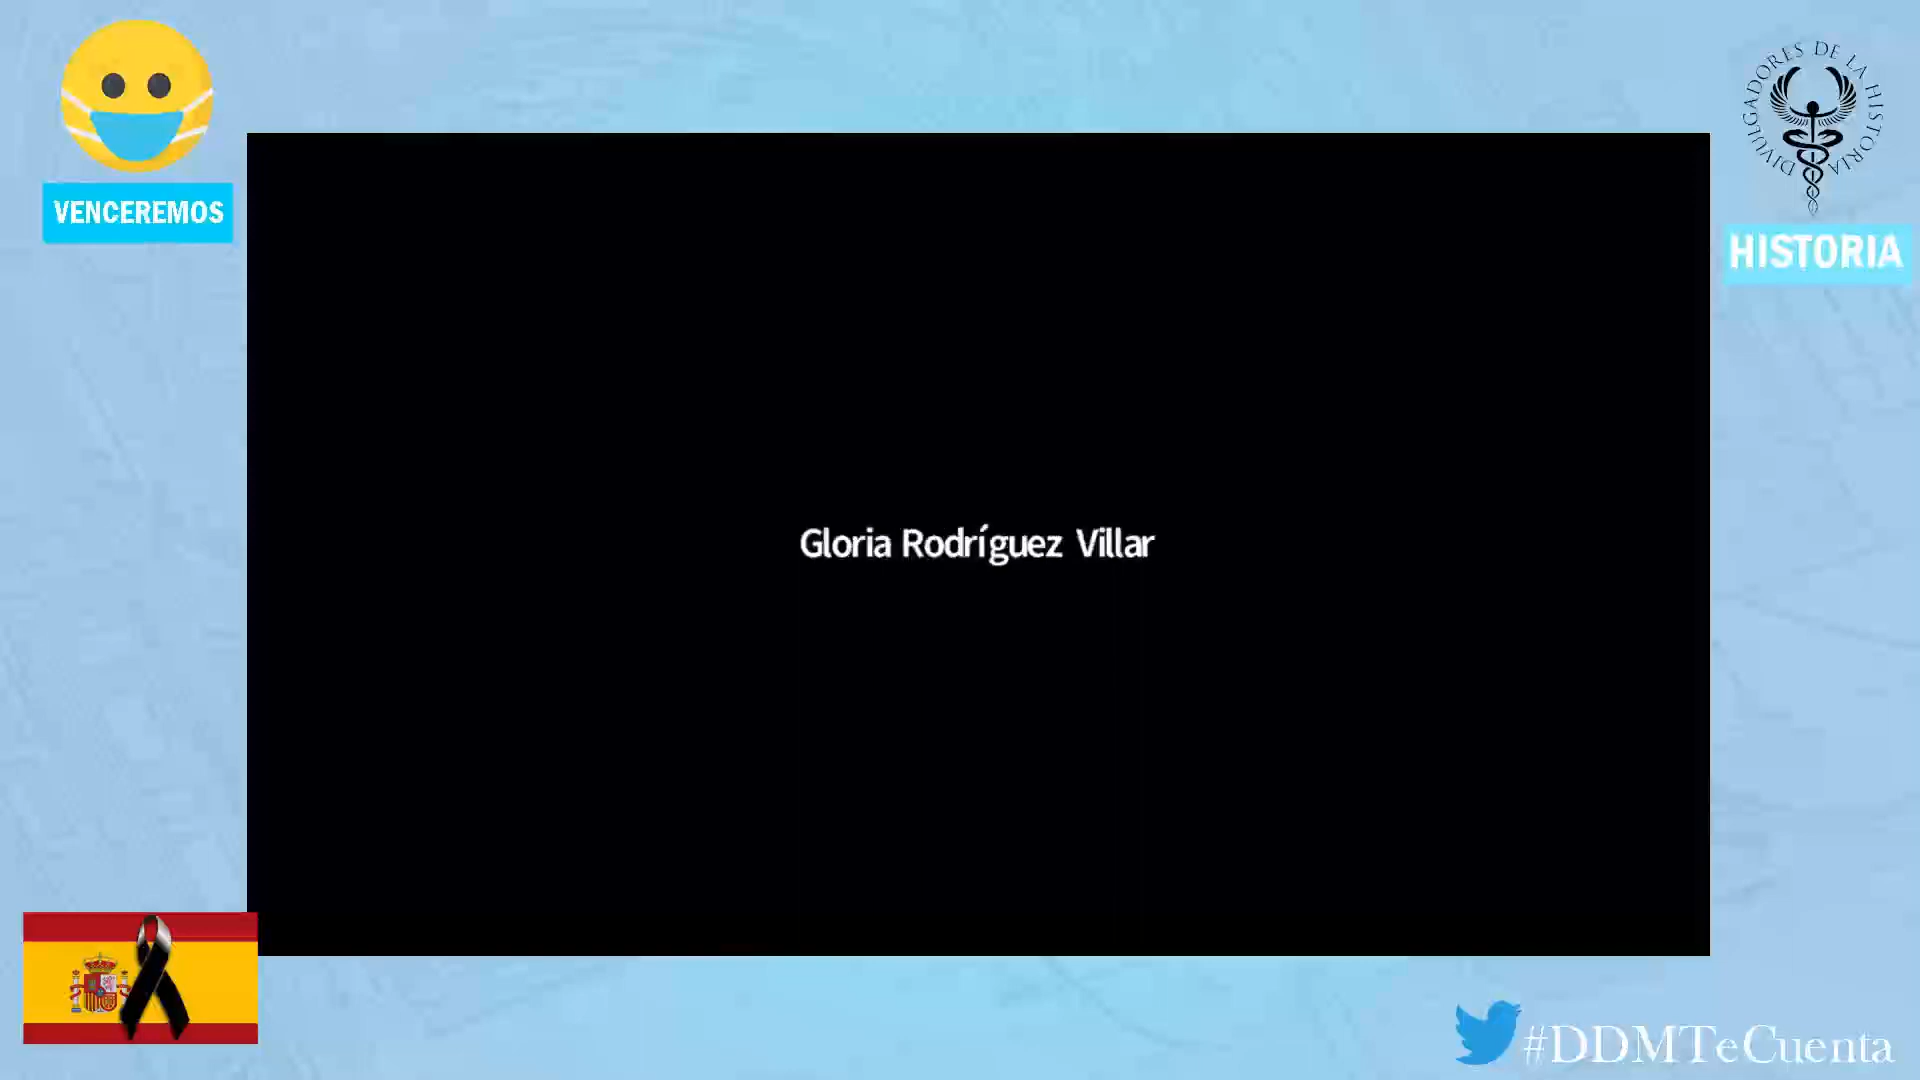 VENCEREMOS
DIVULGADORES DE LA HISTORIA
HISTORIA
Gloria Rodríguez Villar
#DDMTeCuenta